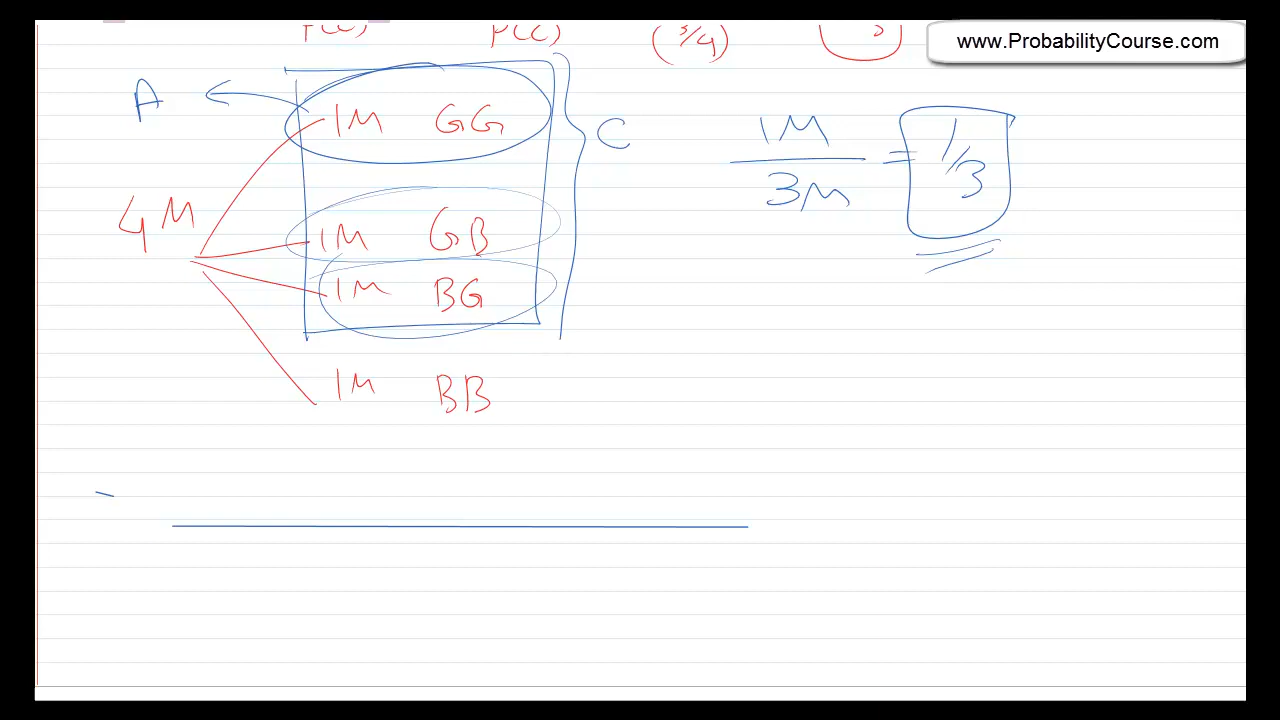 P(C) P(C) (3/4)
www.ProbabilityCourse.com
A
1M GG
C
1M
3M
= 1/3
4M
1M GB
1M BG
1M BB